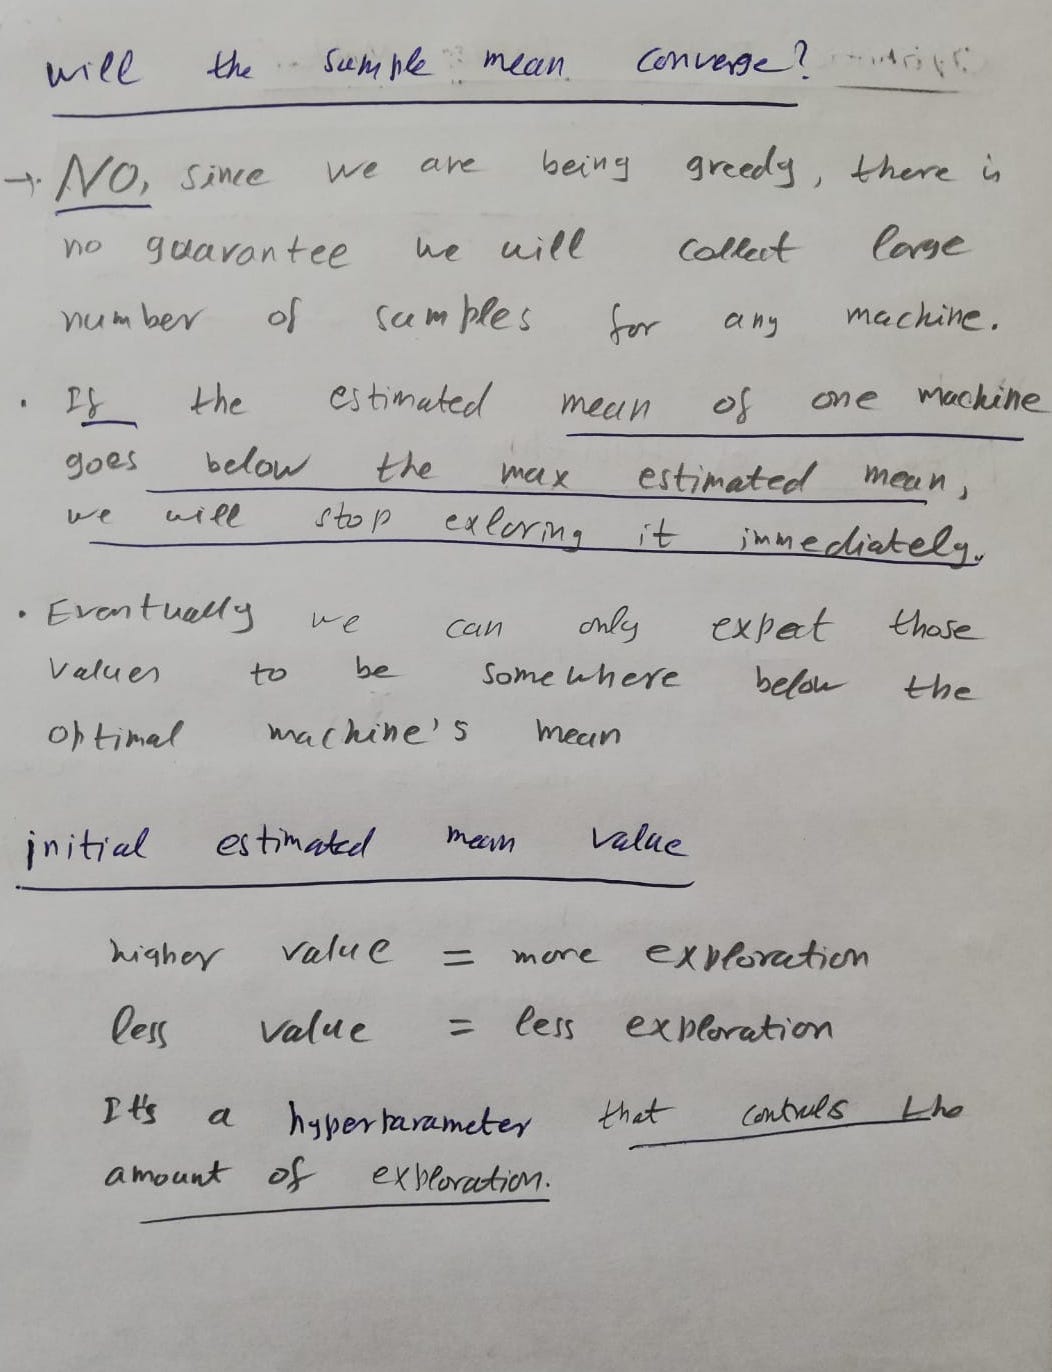 will the sample mean converge?
→ NO, since we are being greedy, there is
no guarantee we will collect large
number of samples for any machine.
· If the estimated mean of one machine
goes below the max estimated mean,
we will stop exloring it immediately.
· Eventually we can only expect those
values to be somewhere below the
optimal machine's mean
initial estimated mean value
higher value = more exploration
less value = less exploration
It's a hyperparameter that controls the
amount of exploration.